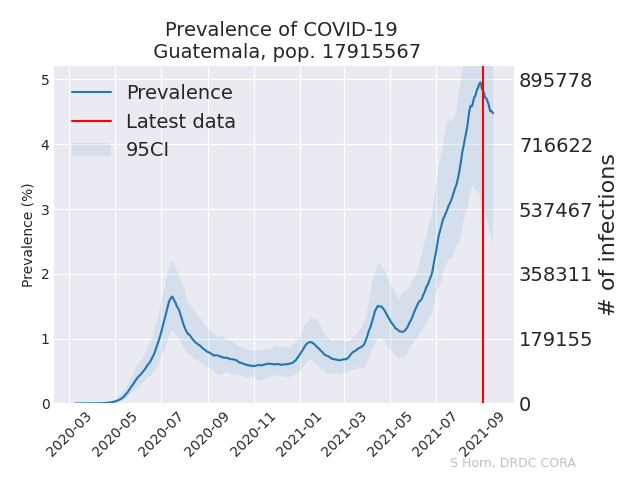 Prevalence of COVID-19
Guatemala, pop. 17915567
Prevalence
Latest data
95CI
Prevalence (%)
5
4
3
2
1
0
895778
716622
537467
358311
179155
0
# of infections
2020-03
2020-05
2020-07
2020-09
2020-11
2021-01
2021-03
2021-05
2021-07
2021-09
S Horn, DRDC CORA